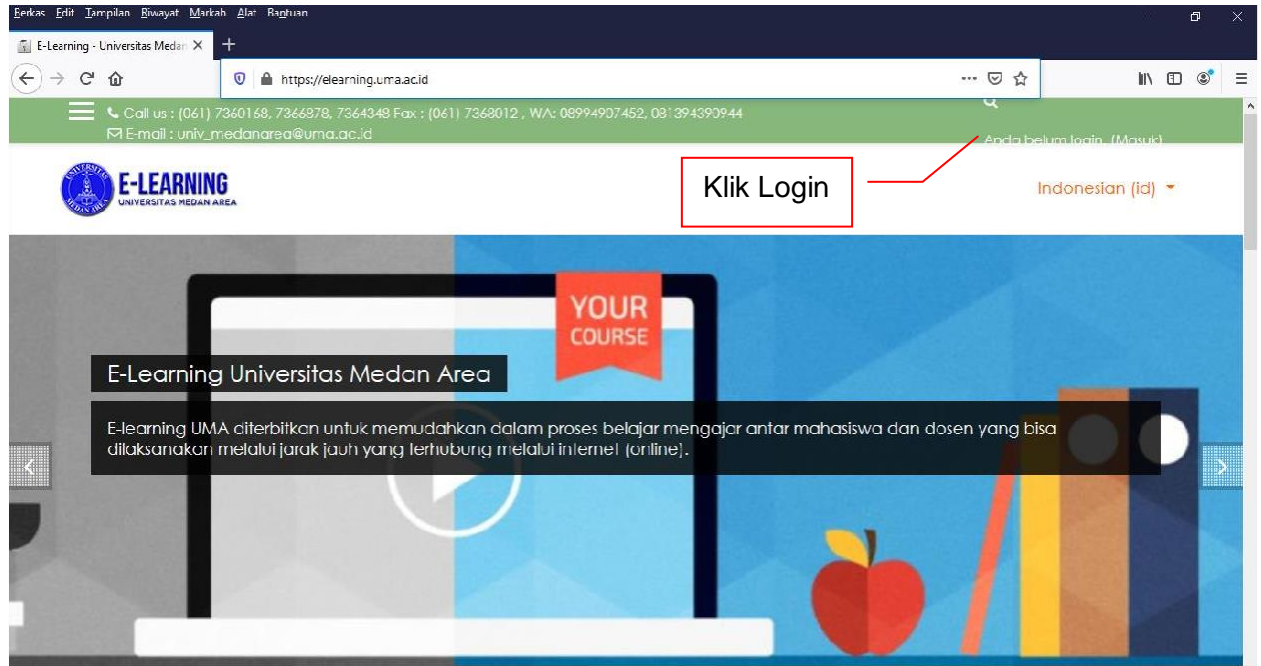 Berkas Edit Tampilan Riwayat Markah Alat Bantuan
E-Learning - Universitas Medan
https://elearning.uma.ac.id
Call us : (061) 7360168, 7366878, 7364348 Fax : (061) 7368012 , WA: 08994907452, 081394390944
E-mail : univ_medanarea@uma.ac.id
Anda belum login. (Masuk)
Klik Login
E-LEARNING
UNIVERSITAS MEDAN AREA
Indonesian (id)
YOUR
COURSE
E-Learning Universitas Medan Area
E-learning UMA diterbitkan untuk memudahkan dalam proses belajar mengajar antar mahasiswa dan dosen yang bisa
dilaksanakan melalui jarak jauh yang terhubung melalui internet (online).